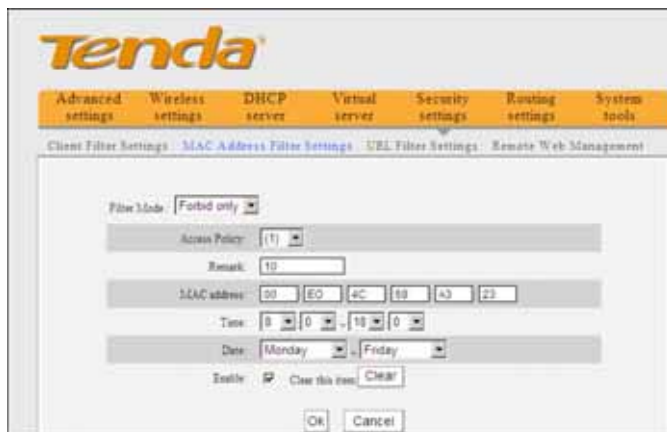 Tenda
Advanced settings Wireless settings DHCP server Virtual server Security settings Routing settings System tools
Client Filter Settings MAC Address Filter Settings URL Filter Settings Remote Web Management
Filter Mode: Forbid only
Access Policy: (1)
Remark: 10
MAC address: 00 : E0 : 4C : 69 : A3 : 23
Time: 8 : 0 ~ 18 : 0
Date: Monday ~ Friday
Enable: Clear this item: Clear
Ok Cancel